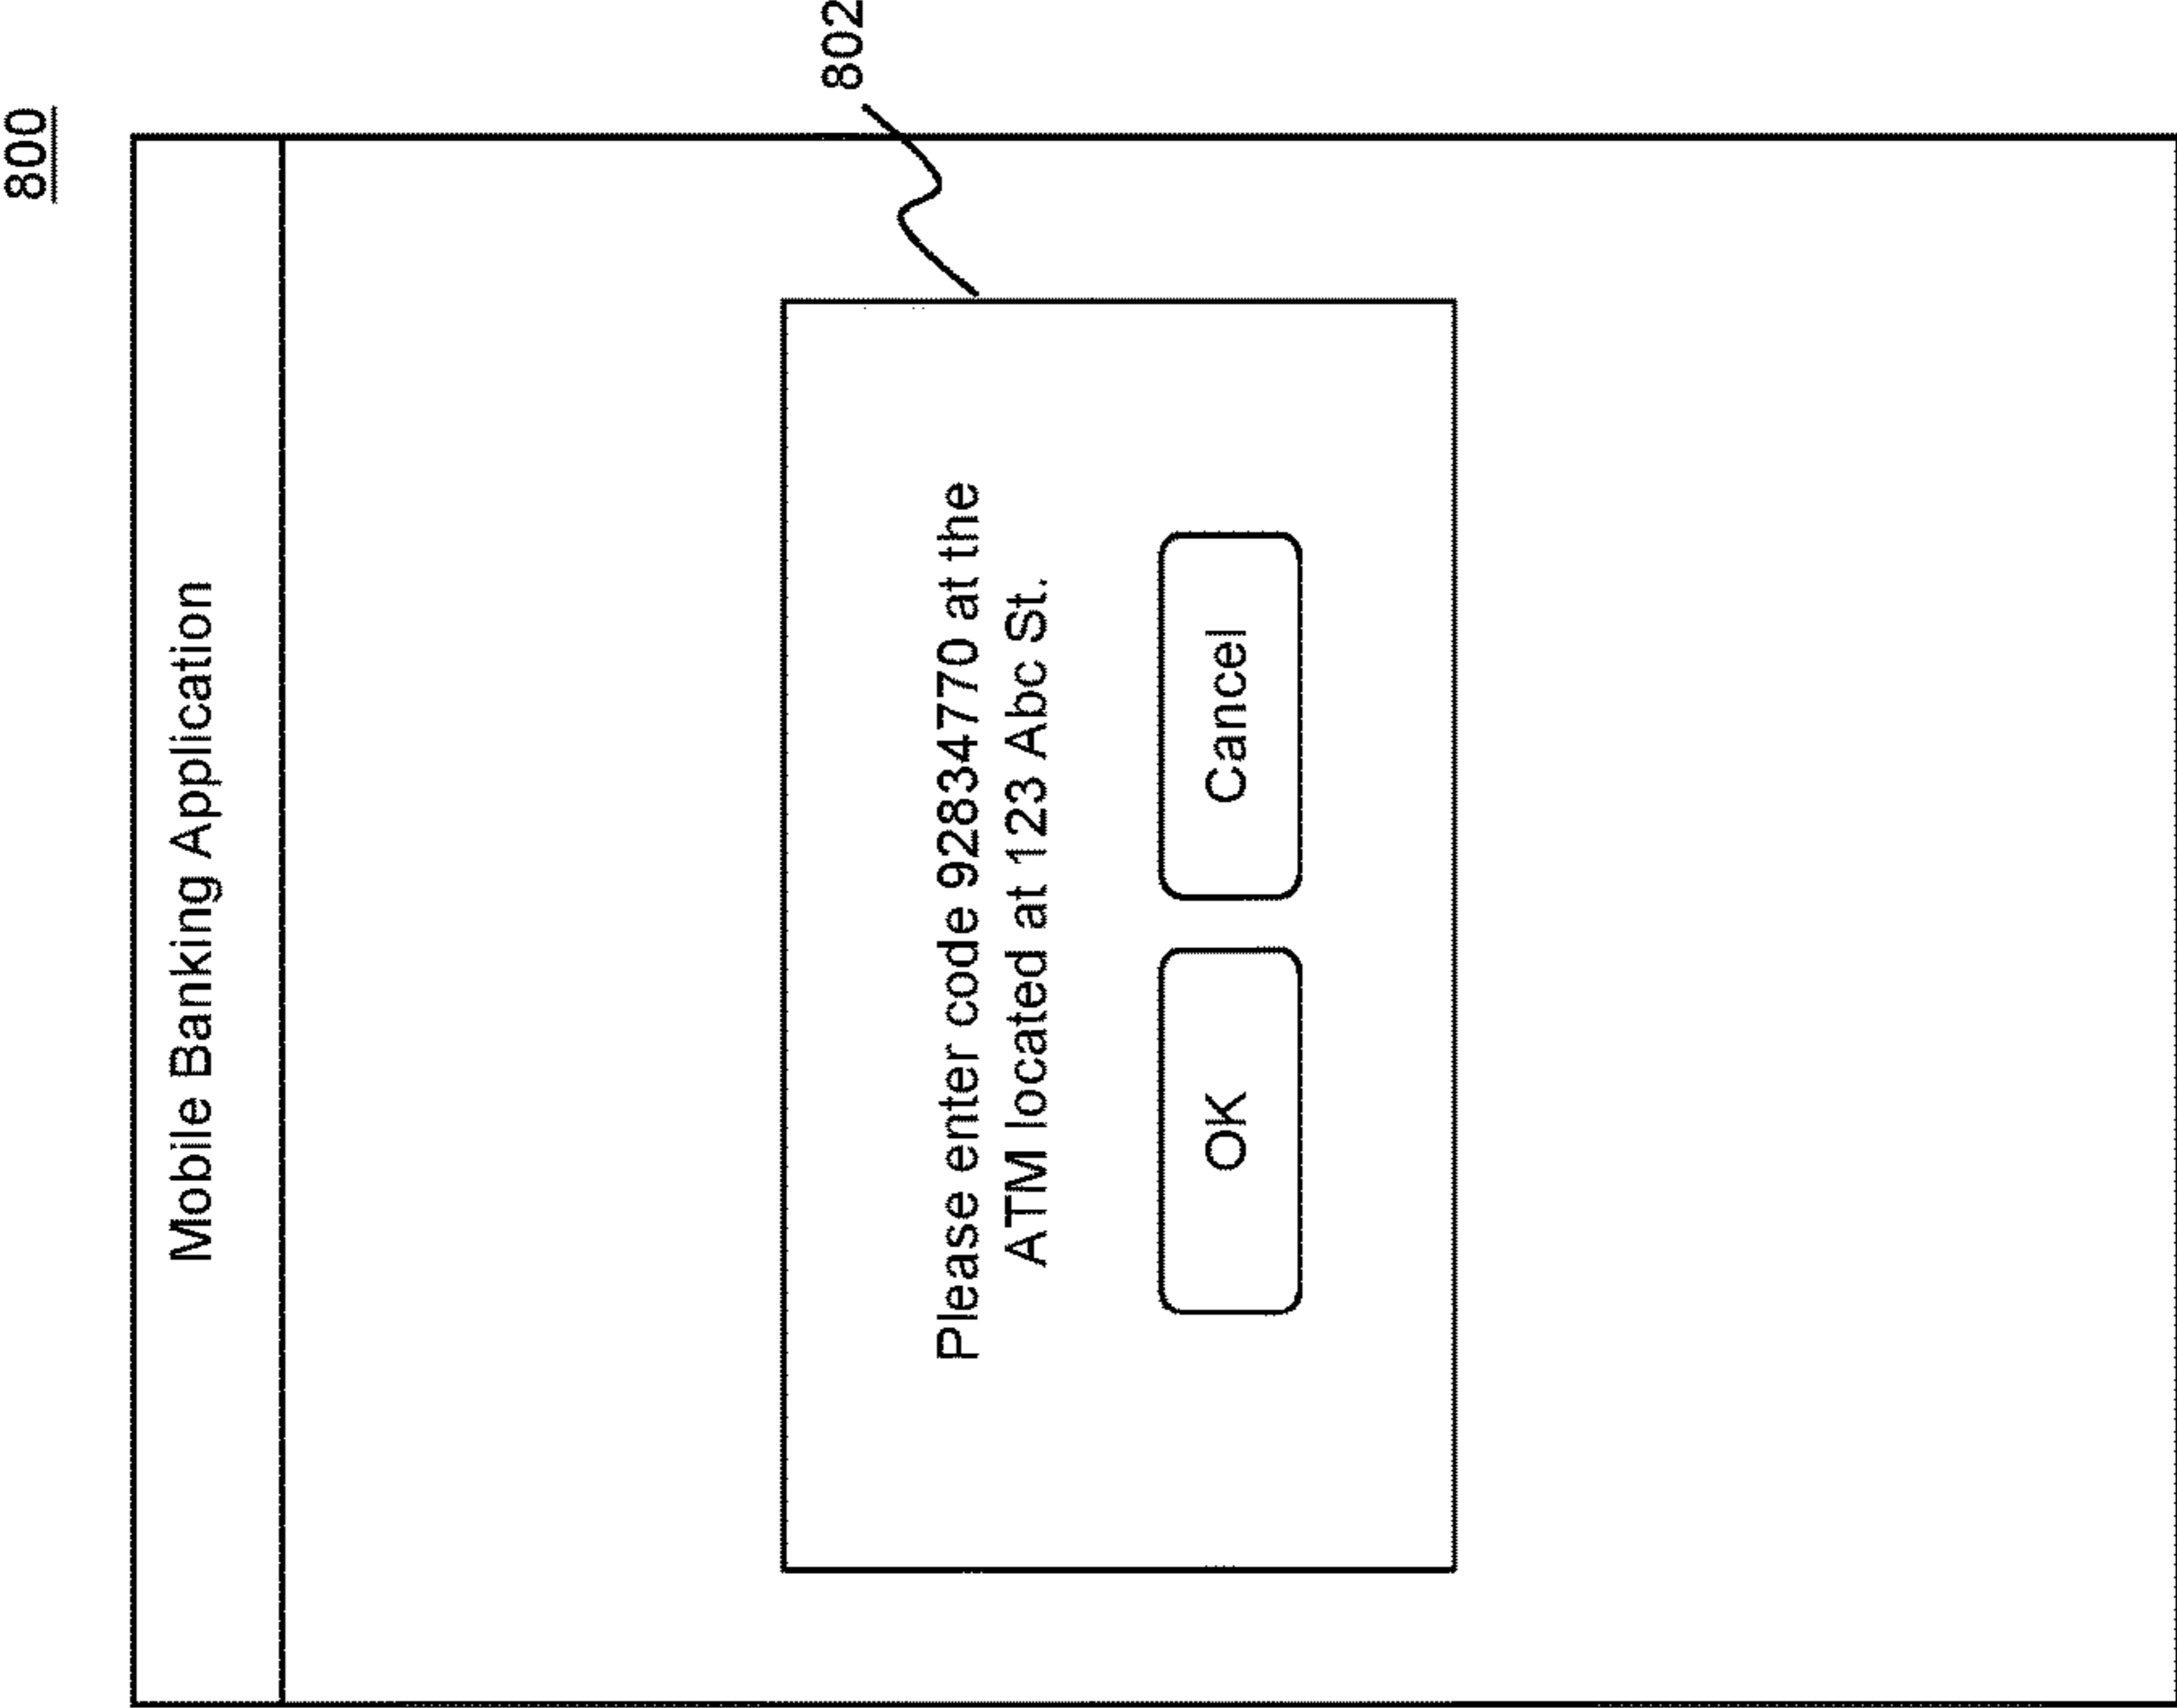 800
Mobile Banking Application
802
Please enter code 92834770 at the
ATM located at 123 Abc St.
OK
Cancel